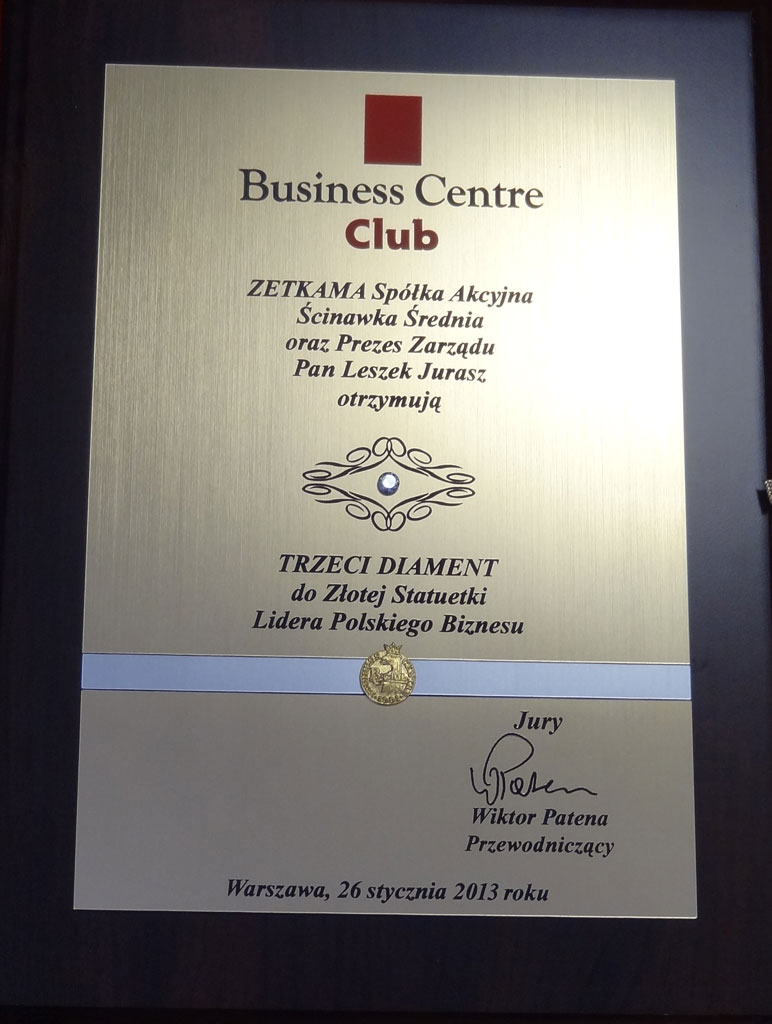 Business Centre
Club
ZETKAMA Spółka Akcyjna
Ścinawka Średnia
oraz Prezes Zarządu
Pan Leszek Jurasz
otrzymują
TRZECI DIAMENT
do Złotej Statuetki
Lidera Polskiego Biznesu
Jury
WPaten
Wiktor Patena
Przewodniczący
Warszawa, 26 stycznia 2013 roku